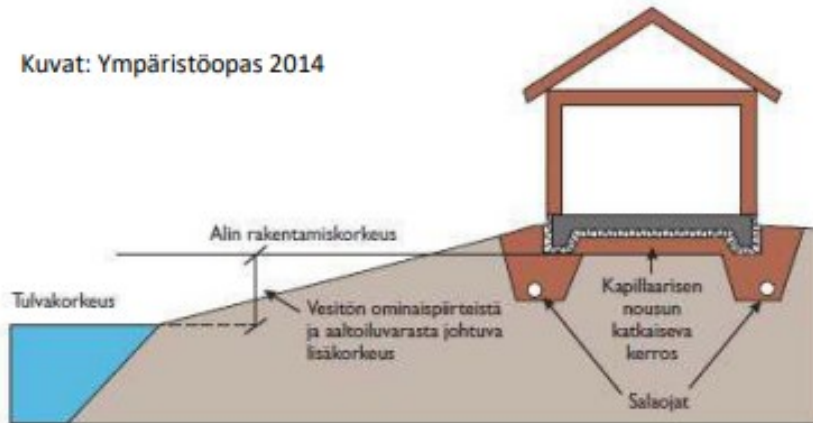 Kuvat: Ympäristöopas 2014
Alin rakentamiskorkeus
Tulvakorkeus
Vesitön ominaispiirteistä
ja aaltoiluvarasta johtuva
lisäkorkeus
Kapillaarisen
nousun
katkaiseva
kerros
Salaojat